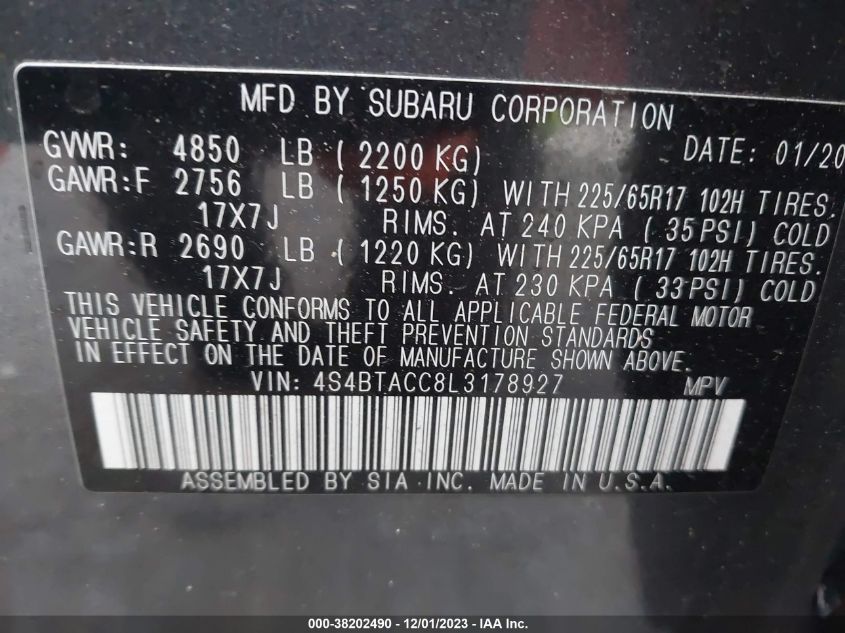 MFD BY SUBARU CORPORATION
GVWR: 4850 LB ( 2200 KG) DATE: 01/20
GAWR:F 2756 LB ( 1250 KG) WITH 225/65R17 102H TIRES.
17X7J RIMS. AT 240 KPA ( 35PSI) COLD
GAWR:R 2690 LB ( 1220 KG) WITH 225/65R17 102H TIRES.
17X7J RIMS. AT 230 KPA ( 33PSI) COLD
THIS VEHICLE CONFORMS TO ALL APPLICABLE FEDERAL MOTOR
VEHICLE SAFETY AND THEFT PREVENTION STANDARDS
IN EFFECT ON THE DATE OF MANUFACTURE SHOWN ABOVE.
VIN: 4S4BTACC8L3178927 MPV
ASSEMBLED BY SIA INC. MADE IN U.S.A.
000-38202490 - 12/01/2023 - IAA Inc.